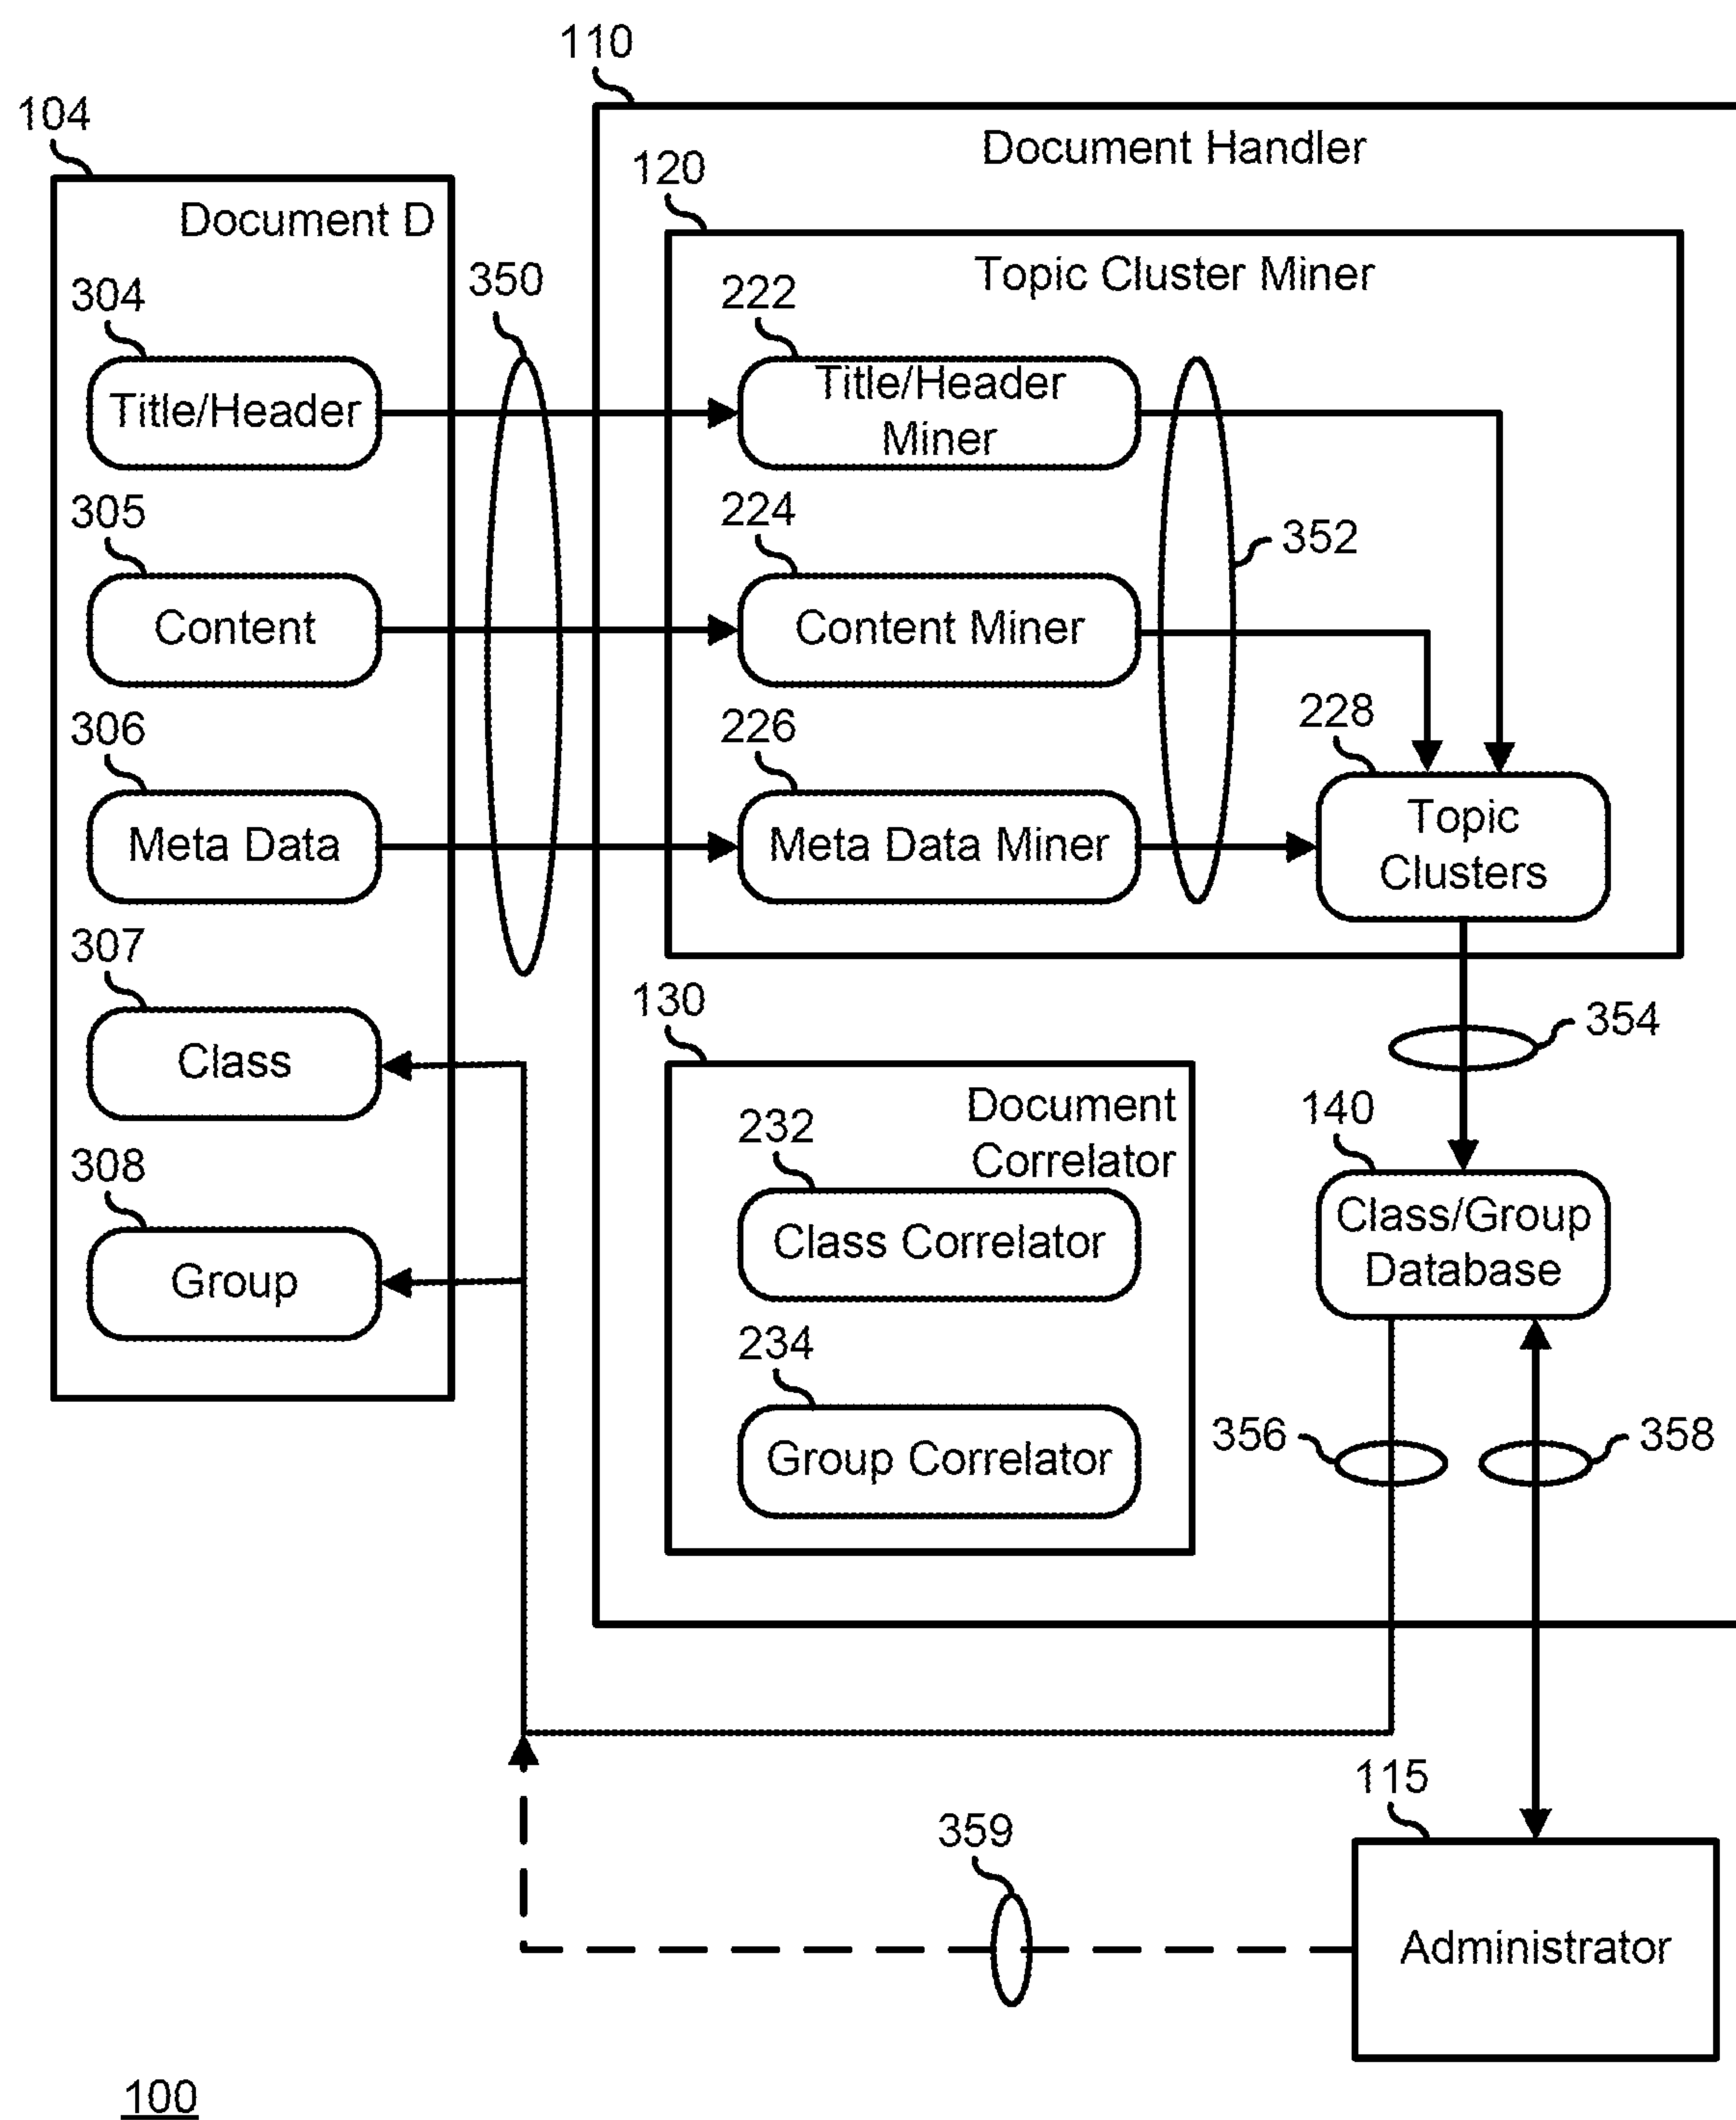 110
104
Document Handler
120
Document D
Topic Cluster Miner
350
304
222
Title/Header
Title/Header
Miner
305
224
352
Content
Content Miner
306
226
228
Meta Data
Meta Data Miner
Topic
Clusters
307
130
354
Class
Document
Correlator
232
140
308
Class Correlator
Class/Group
Database
Group
234
356
358
Group Correlator
115
359
Administrator
100